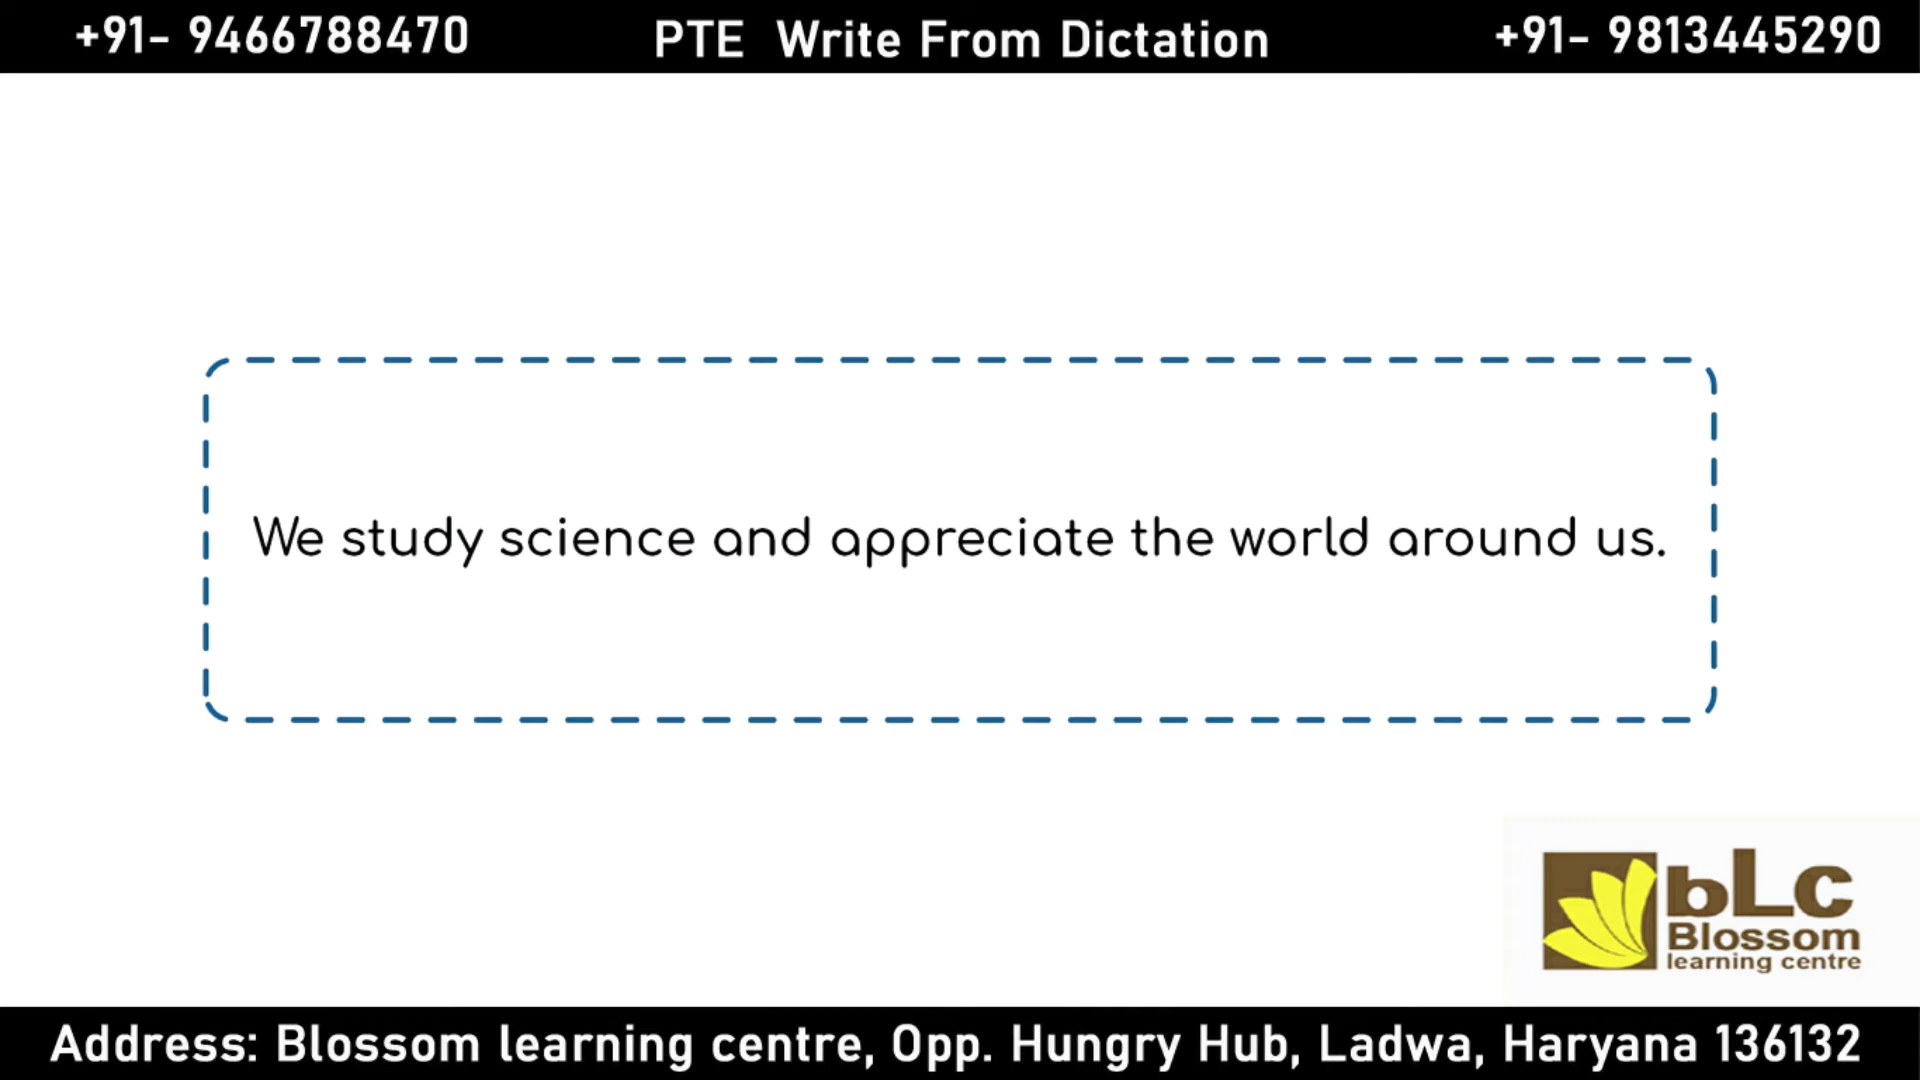 +91- 9466788470 PTE Write From Dictation +91- 9813445290
We study science and appreciate the world around us.
bLc
Blossom
learning centre
Address: Blossom learning centre, Opp. Hungry Hub, Ladwa, Haryana 136132